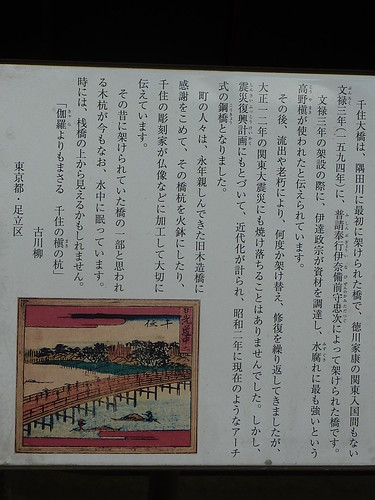 千住大橋は、隅田川に最初に架けられた橋で、徳川家康の関東入国間もない
文禄三年(一五九四年)に、普請奉行伊奈備前守忠次によって架けられた橋です。
文禄三年の架設の際に、伊達政宗が資材を調達し、水腐れに最も強いという
高野槇が使われたと伝えられています。
その後、流出や老朽により、何度か架け替え、修復を繰り返してきましたが、
大正一二年の関東大震災にも焼け落ちることはありませんでした。しかし、
震災復興計画にもとづいて、近代化が計られ、昭和二年に現在のようなアーチ
式の鋼橋となりました。
町の人々は、永年親しんできた旧木造橋に
感謝をこめて、その橋杭を火鉢にしたり、
千住の彫刻家が仏像などに加工して大切に
伝えています。
その昔に架けられていた橋の一部と思われ
る木杭が今もなお、水中に眠っています。
時には、桟橋の上から見えるかもしれません。
「伽羅よりもまさる 千住の槇の杭」
古川柳
東京都・足立区
日光道中
千住